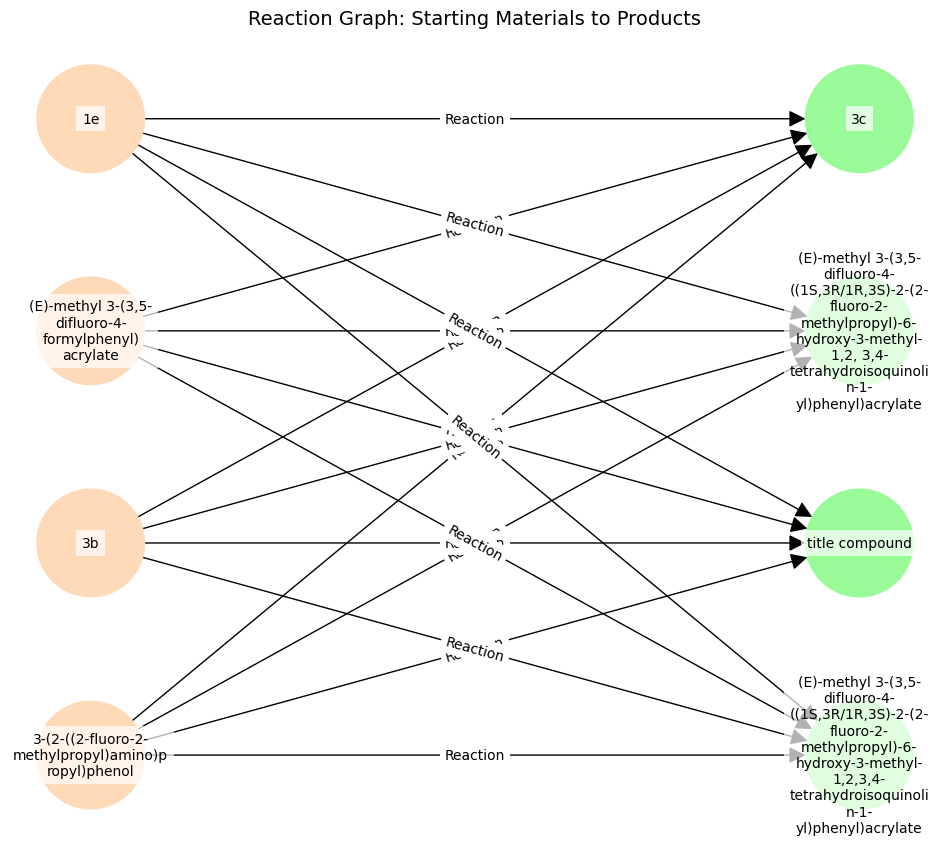 Reaction Graph: Starting Materials to Products
1e
Reaction
3c
Reaction
(E)-methyl 3-(3,5-
difluoro-4-
formylphenyl)
acrylate
Reaction
(E)-methyl 3-(3,5-
difluoro-4-
((1S,3R/1R,3S)-2-(2-
fluoro-2-
methylpropyl)-6-
hydroxy-3-methyl-
1,2, 3,4-
tetrahydroisoquinoli
n-1-
yl)phenyl)acrylate
Reaction
3b
Reaction
title compound
Reaction
3-(2-((2-fluoro-2-
methylpropyl)amino)p
ropyl)phenol
Reaction
(E)-methyl 3-(3,5-
difluoro-4-
((1S,3R/1R,3S)-2-(2-
fluoro-2-
methylpropyl)-6-
hydroxy-3-methyl-
1,2,3,4-
tetrahydroisoquinoli
n-1-
yl)phenyl)acrylate